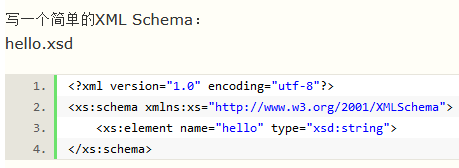 写一个简单的XML Schema：
hello.xsd
1. <?xml version="1.0" encoding="utf-8"?>
2. <xs:schema xmlns:xs="http://www.w3.org/2001/XMLSchema">
3. <xs:element name="hello" type="xsd:string">
4. </xs:schema>